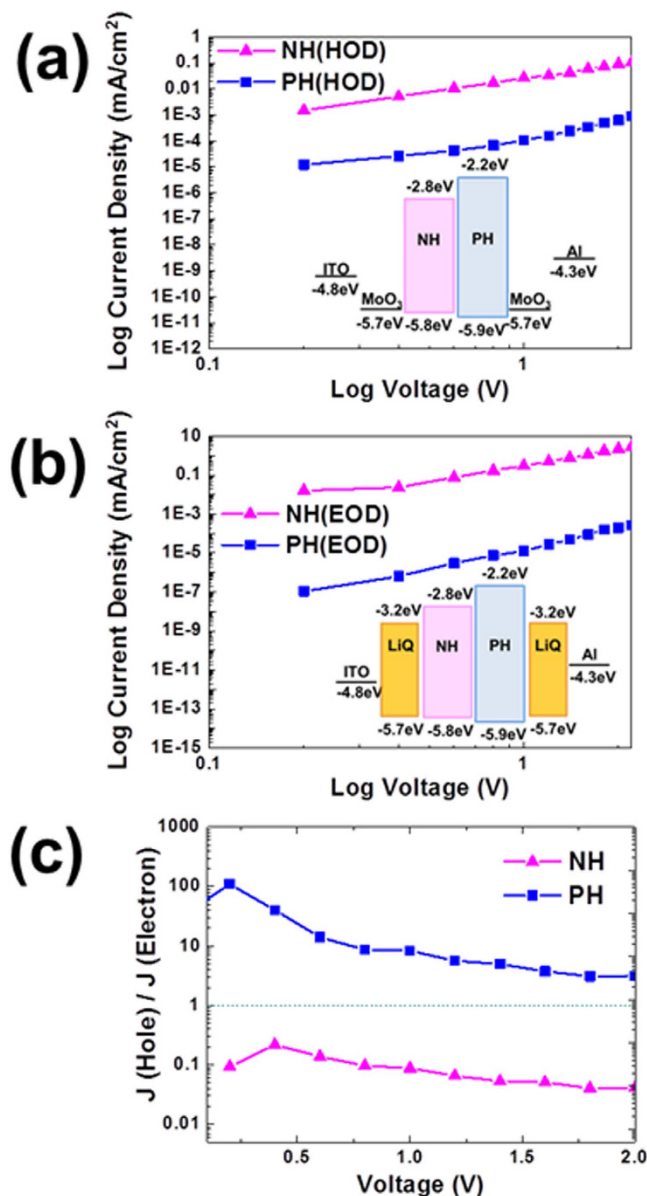 (a)
Log Current Density (mA/cm²)
1
0.1
0.01
1E-3
1E-4
1E-5
1E-6
1E-7
1E-8
1E-9
1E-10
1E-11
1E-12
NH(HOD)
PH(HOD)
-2.2eV
-2.8eV
NH
PH
ITO
-4.8eV
Al
-4.3eV
MoO₃
MoO₃
-5.7eV
-5.8eV
-5.9eV
-5.7eV
0.1
1
Log Voltage (V)
(b)
Log Current Density (mA/cm²)
10
0.1
1E-3
1E-5
1E-7
1E-9
1E-11
1E-13
1E-15
NH(EOD)
PH(EOD)
-2.2eV
-2.8eV
-3.2eV
-3.2eV
LiQ
NH
PH
LiQ
ITO
-4.8eV
Al
-4.3eV
-5.7eV
-5.8eV
-5.9eV
-5.7eV
0.1
1
Log Voltage (V)
(c)
J (Hole) / J (Electron)
1000
100
10
1
0.1
0.01
NH
PH
0.5
1.0
1.5
2.0
Voltage (V)